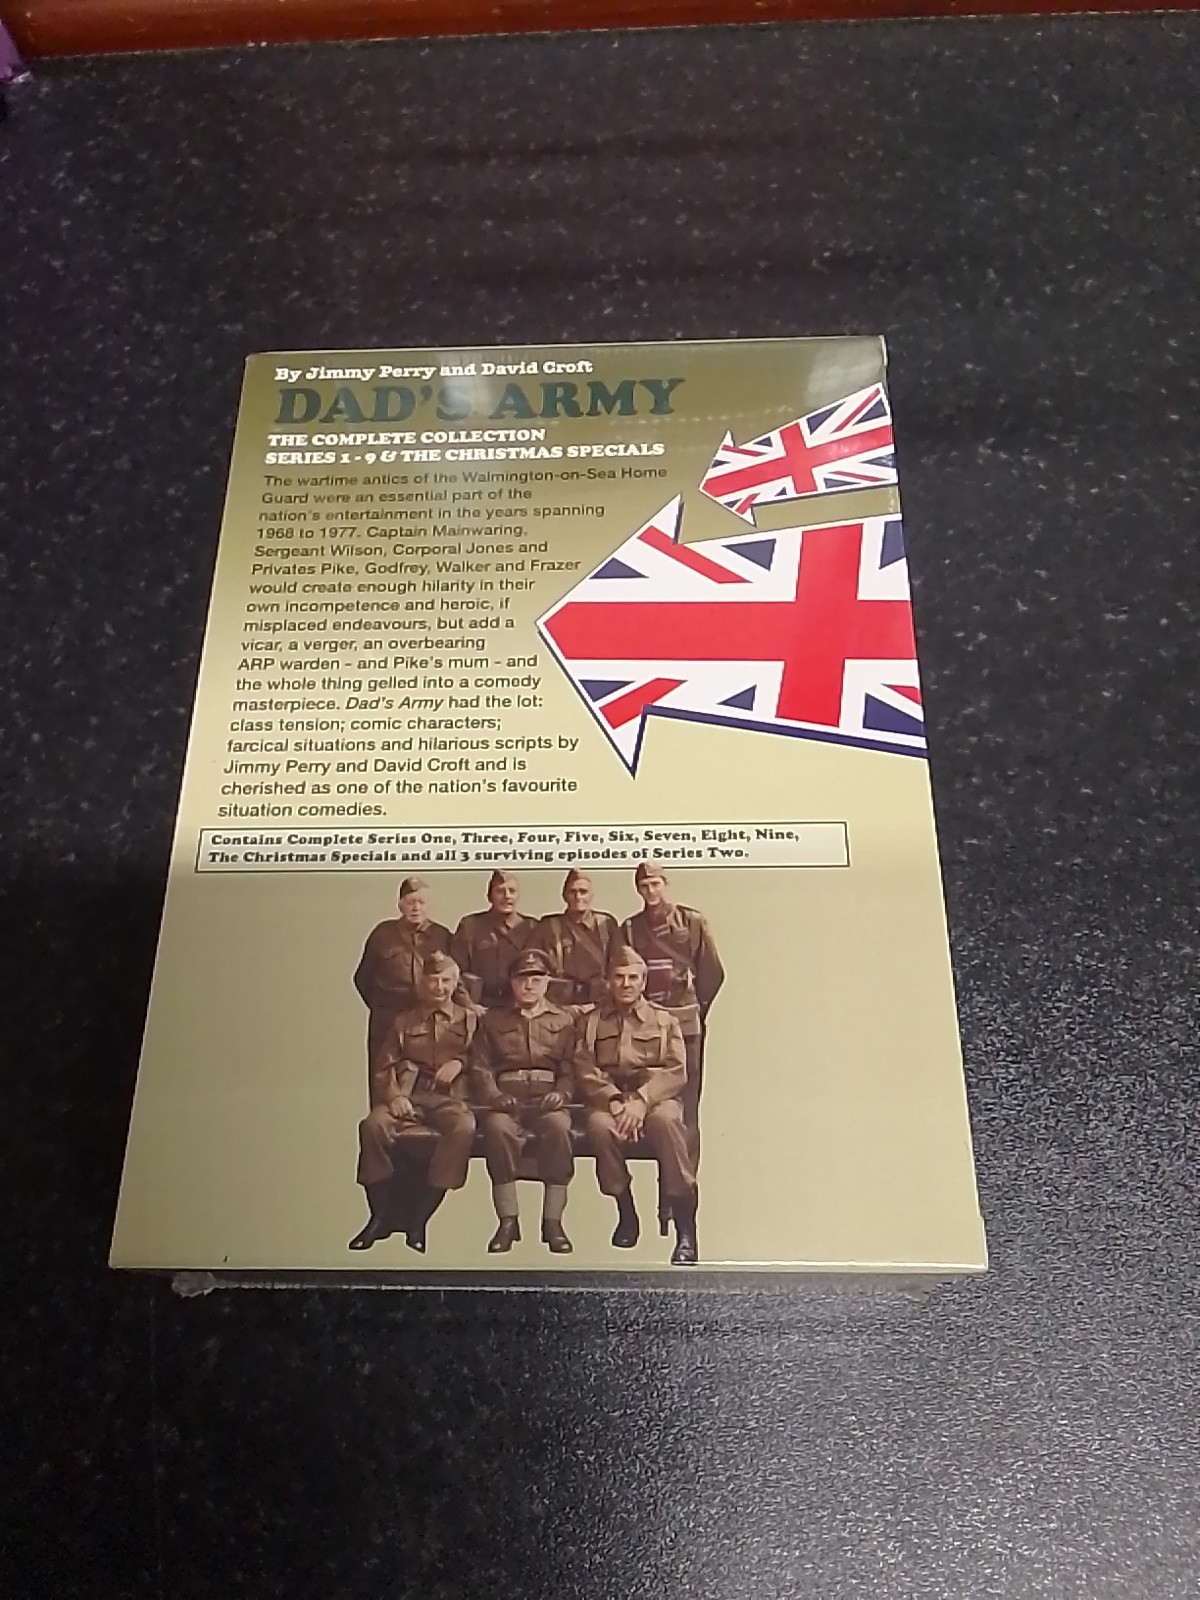 By Jimmy Perry and David Croft
DAD'S ARMY
THE COMPLETE COLLECTION
SERIES 1 - 9 & THE CHRISTMAS SPECIALS
The wartime antics of the Walmington-on-Sea Home
Guard were an essential part of the
nation's entertainment in the years spanning
1968 to 1977. Captain Mainwaring,
Sergeant Wilson, Corporal Jones and
Privates Pike, Godfrey, Walker and Frazer
would create enough hilarity in their
own incompetence and heroic, if
misplaced endeavours, but add a
vicar, a verger, an overbearing
ARP warden - and Pike's mum - and
the whole thing gelled into a comedy
masterpiece. Dad's Army had the lot:
class tension; comic characters;
farcical situations and hilarious scripts by
Jimmy Perry and David Croft and is
cherished as one of the nation's favourite
situation comedies.
Contains Complete Series One, Three, Four, Five, Six, Seven, Eight, Nine,
The Christmas Specials and all 3 surviving episodes of Series Two.